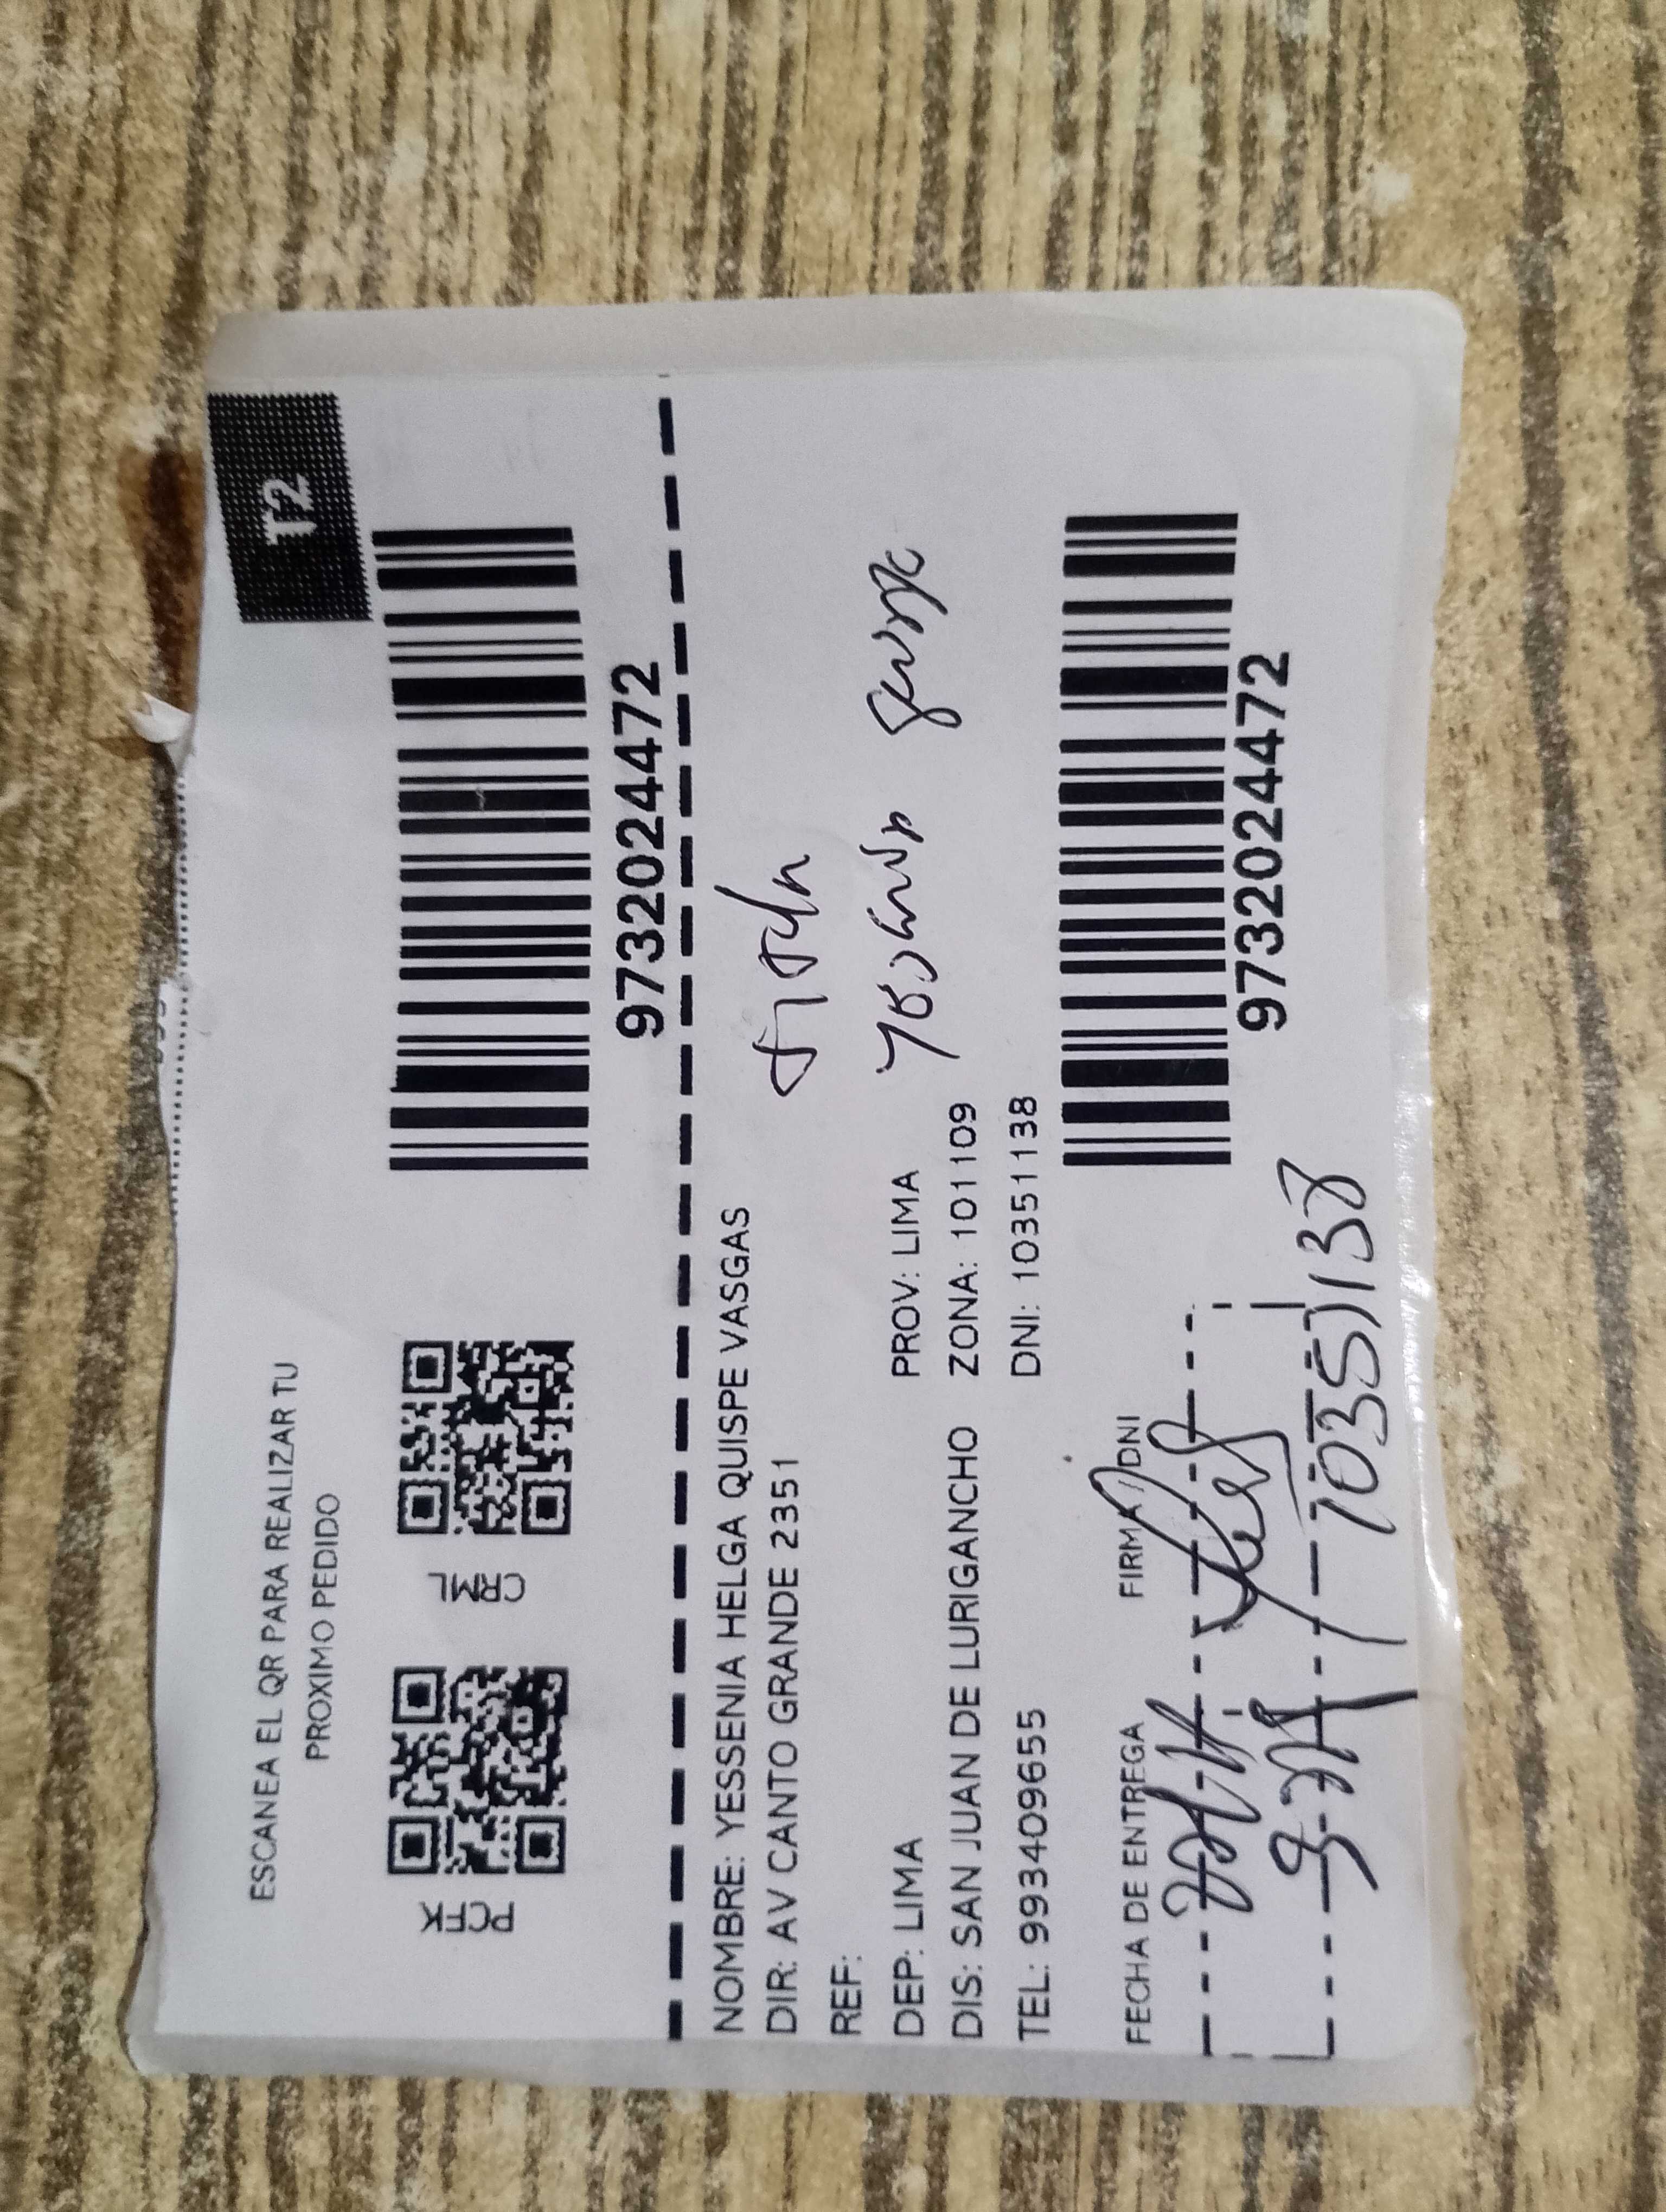 T2
ESCANEA EL QR PARA REALIZAR TU
PROXIMO PEDIDO
PCFK
CRML
9732024472
NOMBRE: YESSENIA HELGA QUISPE VASGAS
DIR: AV CANTO GRANDE 2351
REF:
DEP: LIMA PROV: LIMA
DIS: SAN JUAN DE LURIGANCHO ZONA: 101109
TEL: 993409655 DNI: 10351138
FECHA DE ENTREGA FIRMA / DNI
10351138
9732024472